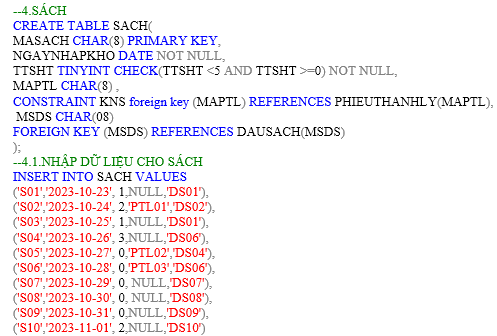 --4.SÁCH
CREATE TABLE SACH(
MASACH CHAR(8) PRIMARY KEY,
NGAYNHAPKHO DATE NOT NULL,
TTSHT TINYINT CHECK(TTSHT <5 AND TTSHT >=0) NOT NULL,
MAPTL CHAR(8) ,
CONSTRAINT KNS foreign key (MAPTL) REFERENCES PHIEUTHANHLY(MAPTL),
MSDS CHAR(08)
FOREIGN KEY (MSDS) REFERENCES DAUSACH(MSDS)
);
--4.1.NHẬP DỮ LIỆU CHO SÁCH
INSERT INTO SACH VALUES
('S01','2023-10-23', 1,NULL,'DS01'),
('S02','2023-10-24', 2,'PTL01','DS02'),
('S03','2023-10-25', 1,NULL,'DS01'),
('S04','2023-10-26', 3,NULL,'DS06'),
('S05','2023-10-27', 0,'PTL02','DS04'),
('S06','2023-10-28', 0,'PTL03','DS06'),
('S07','2023-10-29', 0, NULL,'DS07'),
('S08','2023-10-30', 0, NULL,'DS08'),
('S09','2023-10-31', 0,NULL,'DS09'),
('S10','2023-11-01', 2,NULL,'DS10')